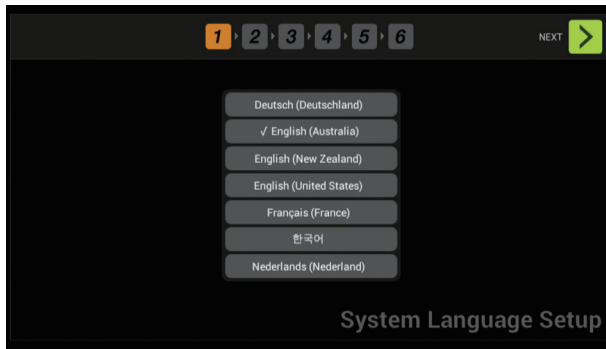 1 2 3 4 5 6 NEXT
Deutsch (Deutschland)
√ English (Australia)
English (New Zealand)
English (United States)
Français (France)
한국어
Nederlands (Nederland)
System Language Setup